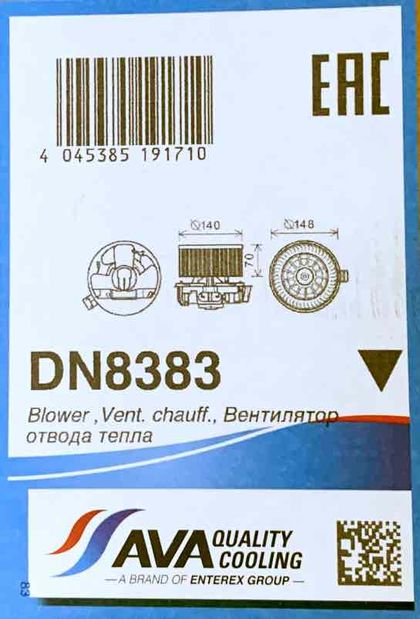 EAC
4 045385 191710
∅140
∅148
70
DN8383
Blower ,Vent. chauff., Вентилятор
отвода тепла
AVA QUALITY
COOLING
A BRAND OF ENTEREX GROUP
83